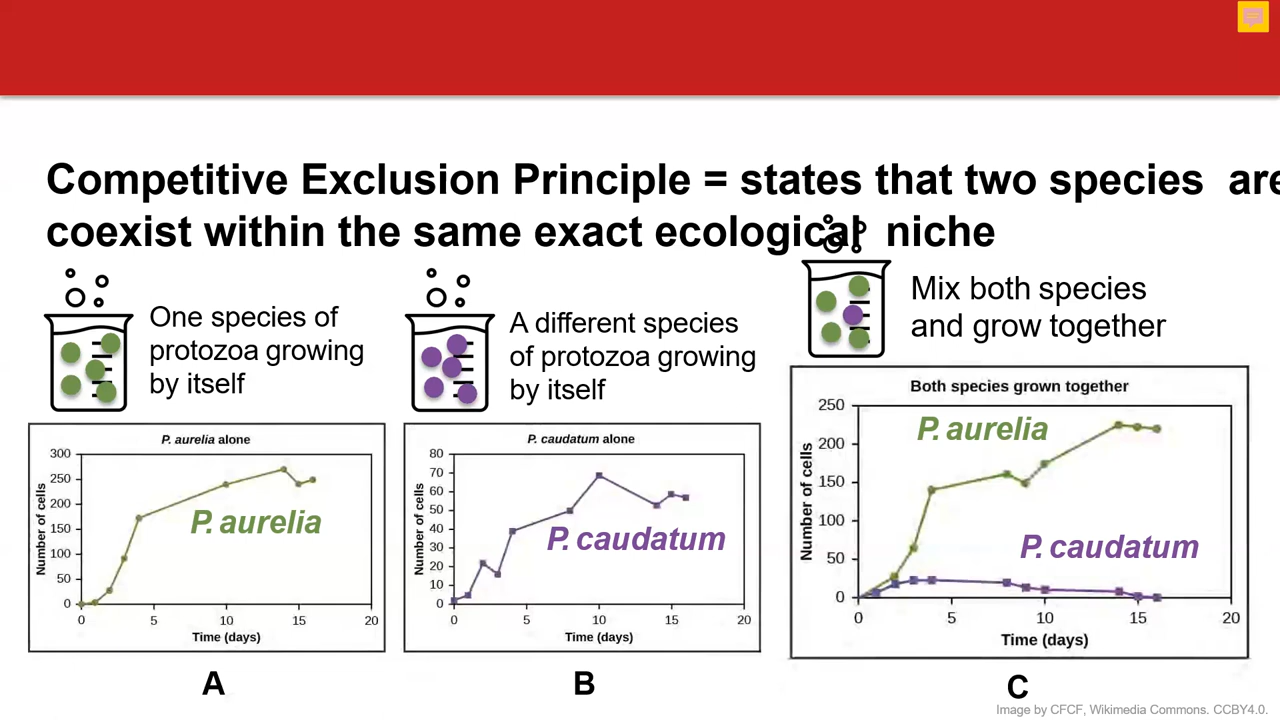 Competitive Exclusion Principle = states that two species are
coexist within the same exact ecological niche
One species of
protozoa growing
by itself
A different species
of protozoa growing
by itself
Mix both species
and grow together
P. aurelia alone
300
250
200
150
100
50
0
Number of cells
P. aurelia
0 5 10 15 20
Time (days)
A
P. caudatum alone
80
70
60
50
40
30
20
10
0
Number of cells
P. caudatum
0 5 10 15 20
Time (days)
B
Both species grown together
250
200
150
100
50
0
Number of cells
P. aurelia
P. caudatum
0 5 10 15 20
Time (days)
C
Image by CFCF, Wikimedia Commons. CCBY4.0.